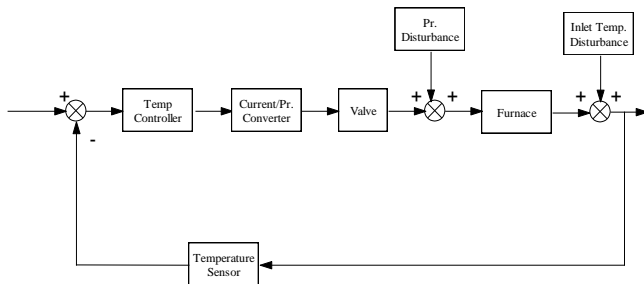 Pr.
Disturbance
Inlet Temp.
Disturbance
+
Temp
Controller
Current/Pr.
Converter
Valve
+
+
Furnace
+
+
-
Temperature
Sensor